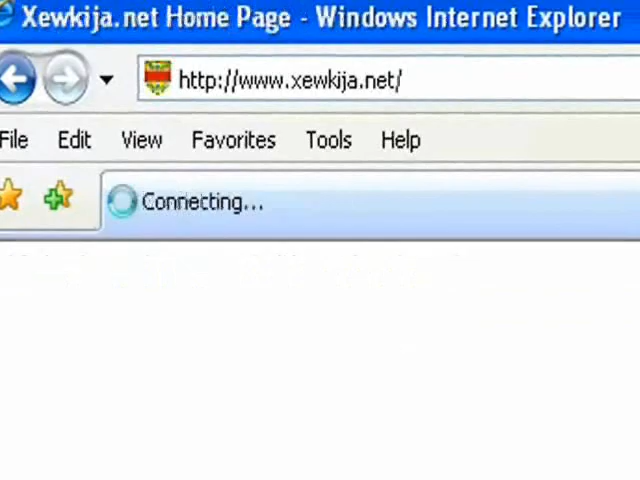 Xewkija.net Home Page - Windows Internet Explorer
http://www.xewkija.net/
File Edit View Favorites Tools Help
Connecting...